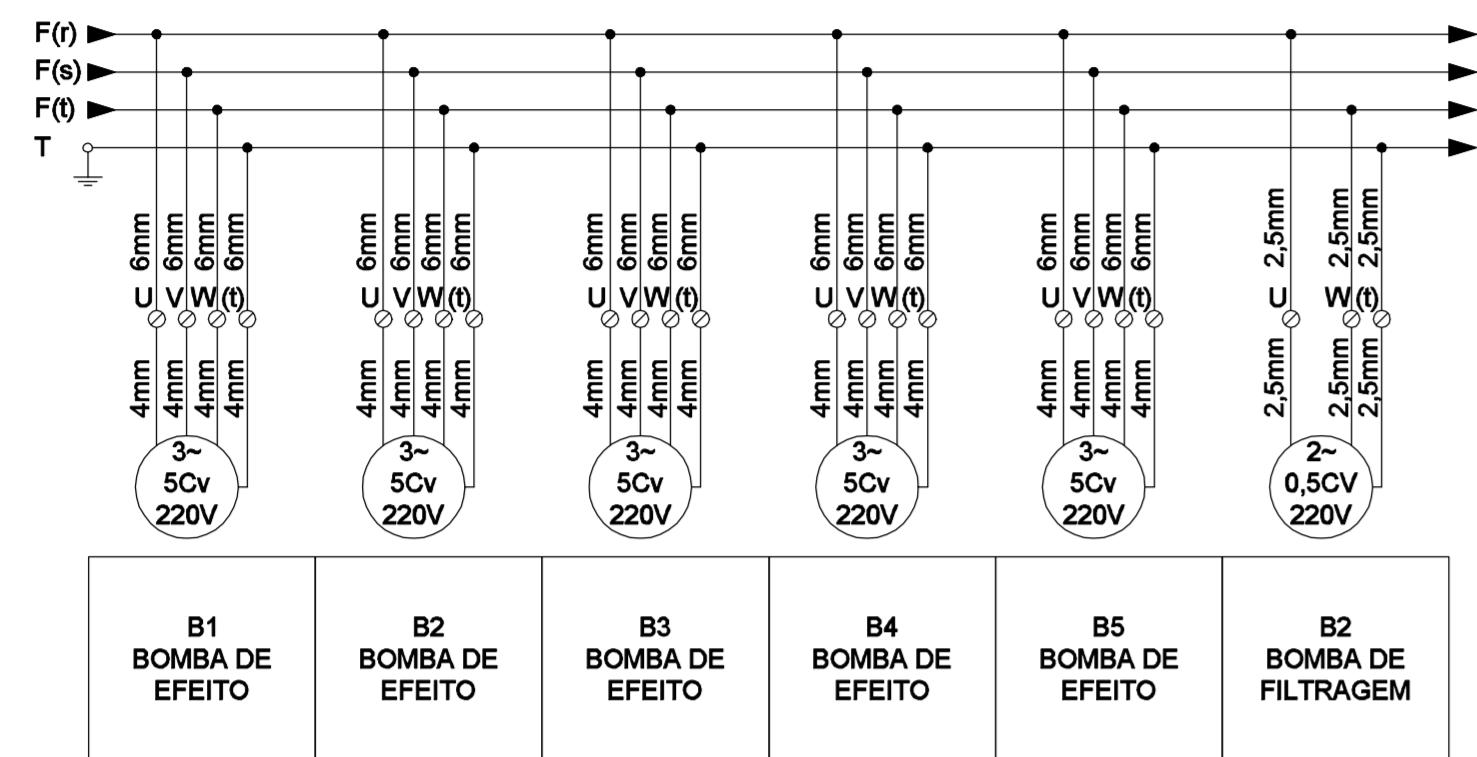 F(r)
F(s)
F(t)
T
6mm 6mm 6mm 6mm
U V W (t)
4mm 4mm 4mm 4mm
3~
5Cv
220V
B1
BOMBA DE
EFEITO
6mm 6mm 6mm 6mm
U V W (t)
4mm 4mm 4mm 4mm
3~
5Cv
220V
B2
BOMBA DE
EFEITO
6mm 6mm 6mm 6mm
U V W (t)
4mm 4mm 4mm 4mm
3~
5Cv
220V
B3
BOMBA DE
EFEITO
6mm 6mm 6mm 6mm
U V W (t)
4mm 4mm 4mm 4mm
3~
5Cv
220V
B4
BOMBA DE
EFEITO
6mm 6mm 6mm 6mm
U V W (t)
4mm 4mm 4mm 4mm
3~
5Cv
220V
B5
BOMBA DE
EFEITO
2,5mm 2,5mm 2,5mm
U W (t)
2,5mm 2,5mm 2,5mm
2~
0,5CV
220V
B2
BOMBA DE
FILTRAGEM